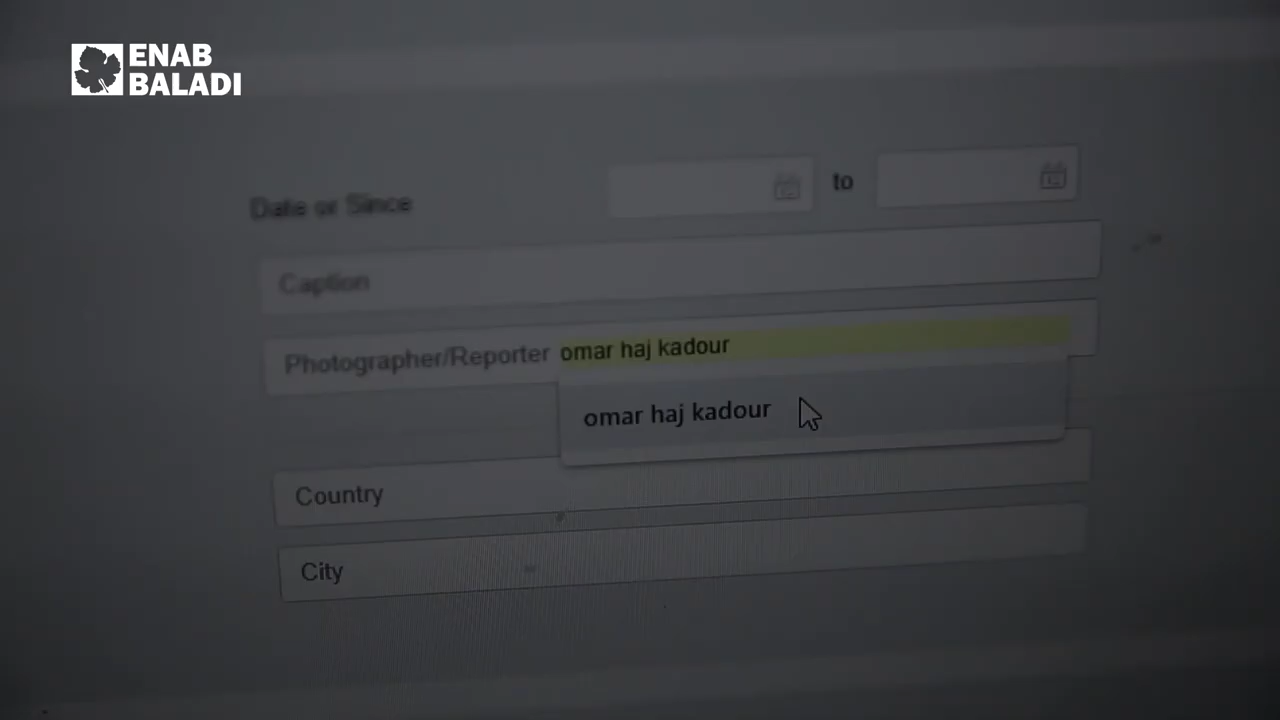 ENAB
BALADI
Date or Since
to
Caption
Photographer/Reporter omar haj kadour
omar haj kadour
Country
City